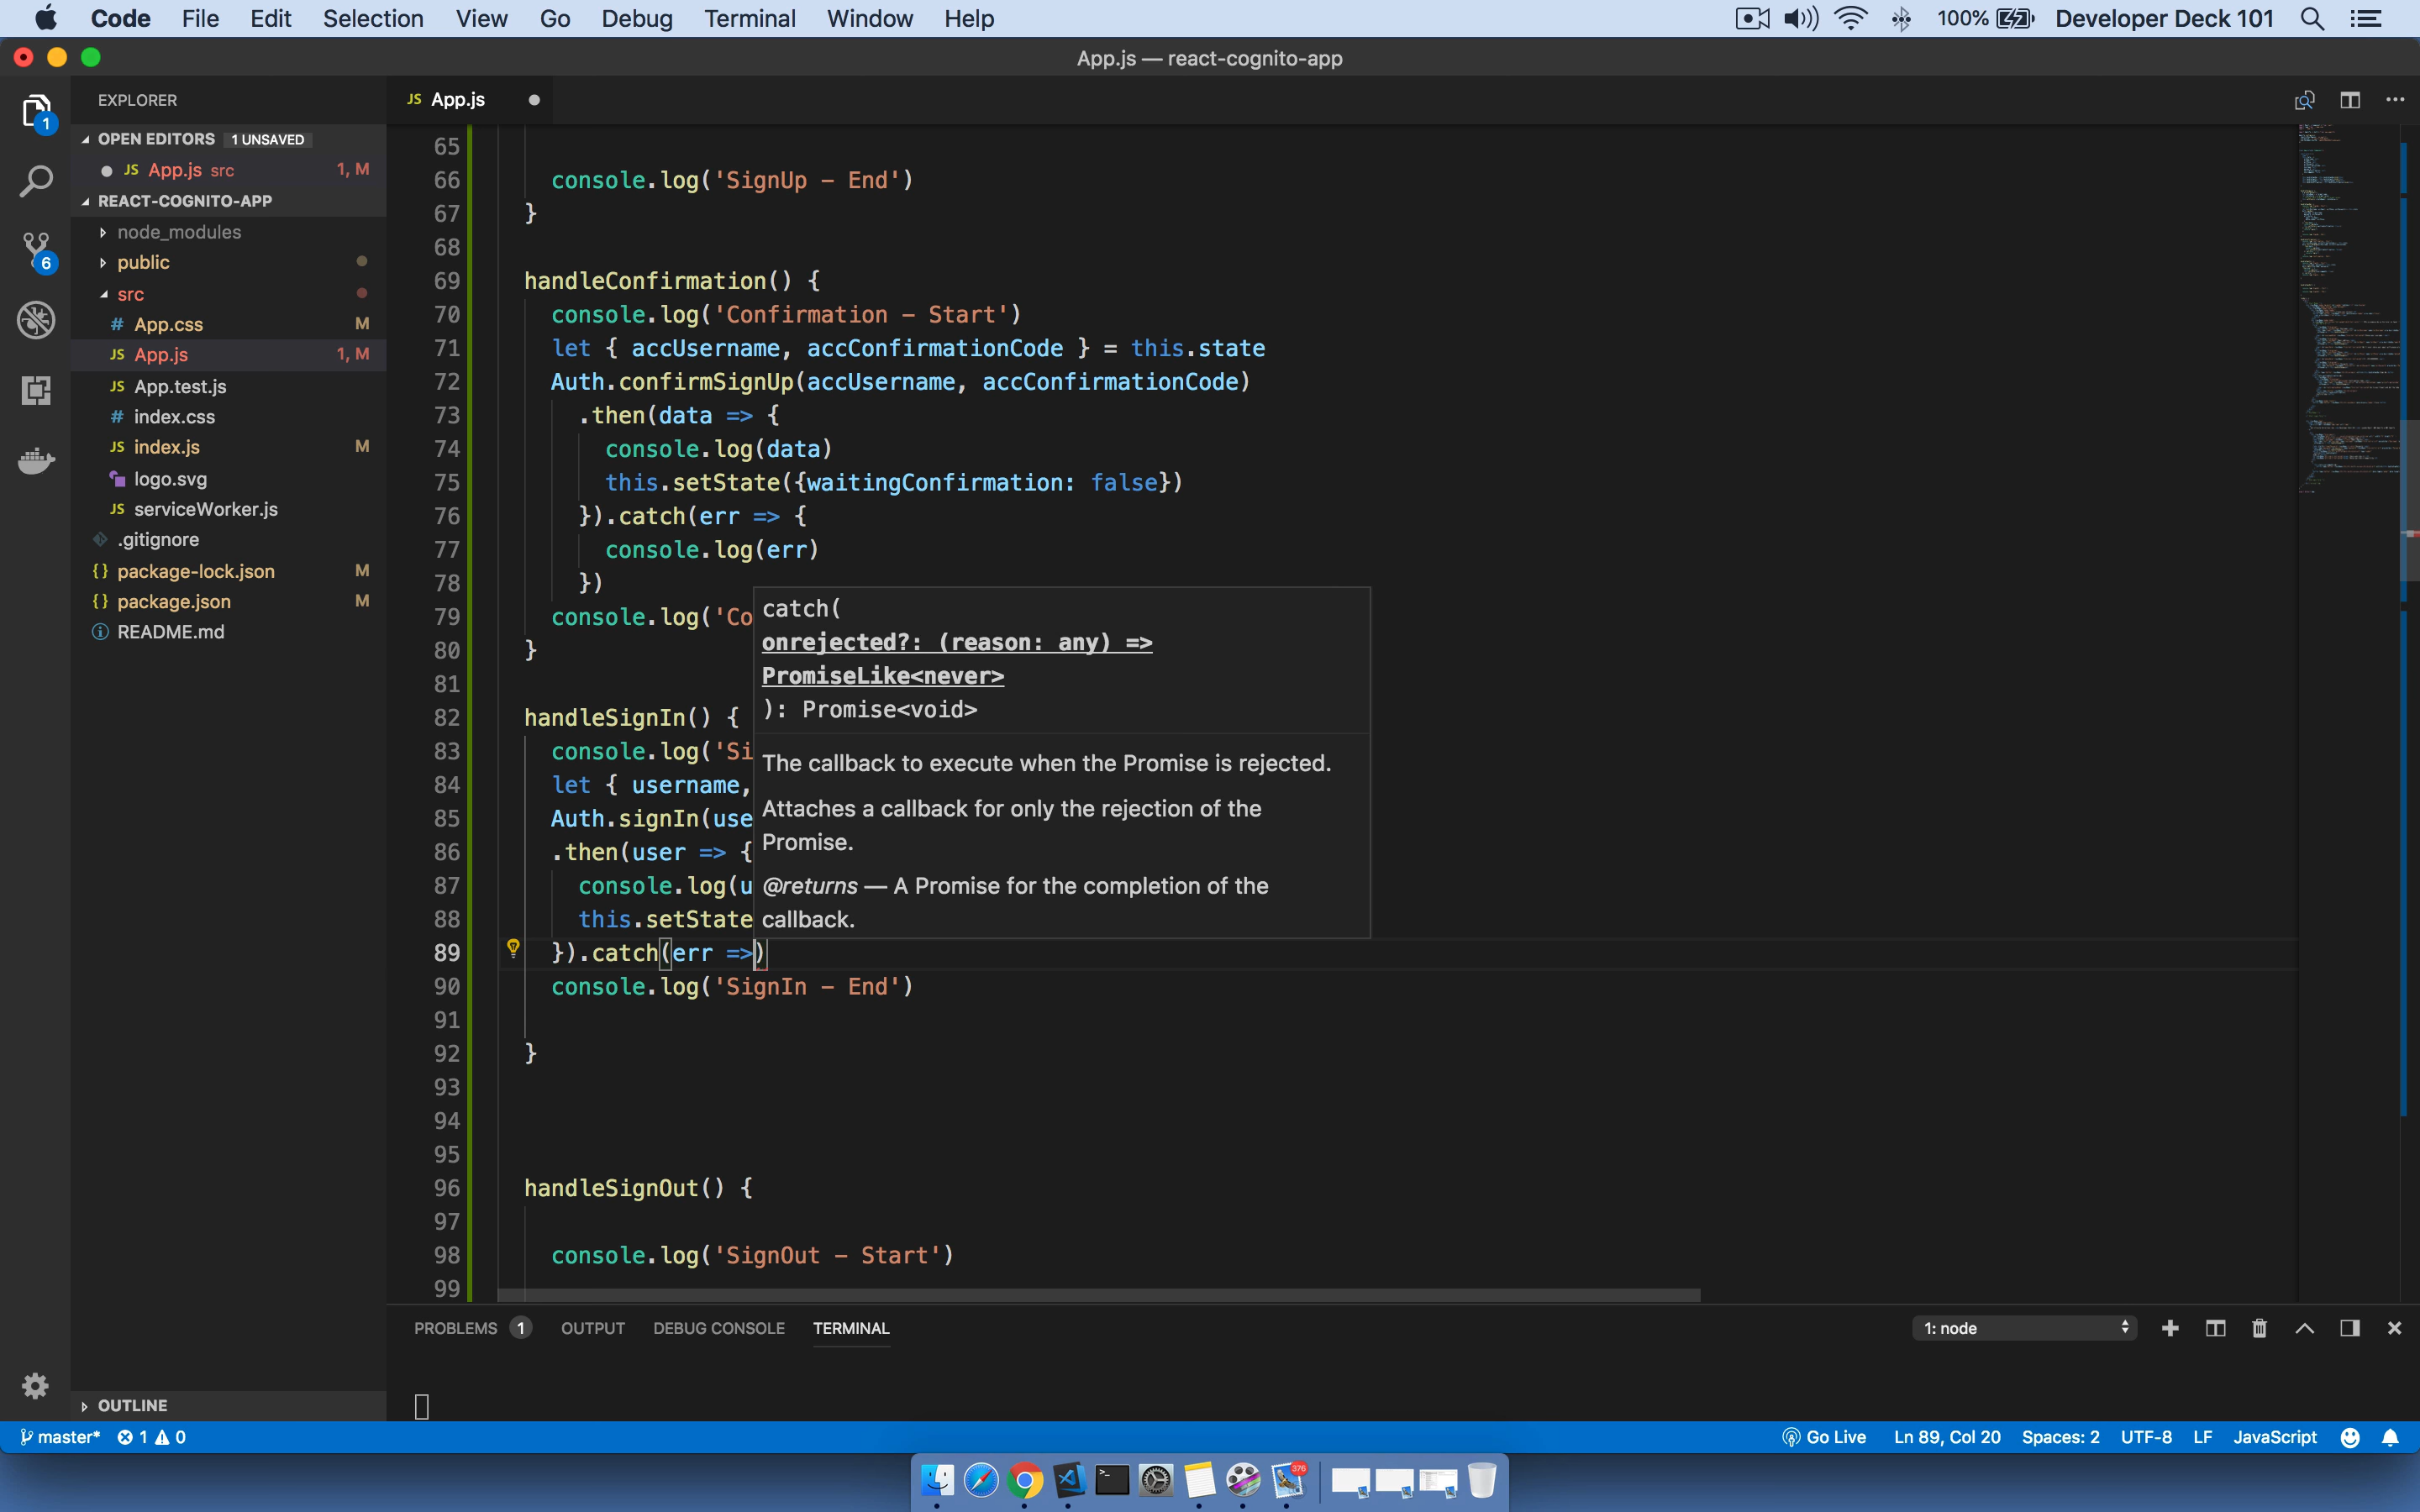 Code File Edit Selection View Go Debug Terminal Window Help 100% Developer Deck 101
App.js — react-cognito-app
EXPLORER
OPEN EDITORS 1 UNSAVED
JS App.js src 1, M
REACT-COGNITO-APP
node_modules
public
src
# App.css M
JS App.js 1, M
JS App.test.js
# index.css
JS index.js M
logo.svg
JS serviceWorker.js
.gitignore
{} package-lock.json M
{} package.json M
README.md
OUTLINE
1
6
JS App.js
65
66 console.log('SignUp – End')
67 }
68
69 handleConfirmation() {
70 console.log('Confirmation – Start')
71 let { accUsername, accConfirmationCode } = this.state
72 Auth.confirmSignUp(accUsername, accConfirmationCode)
73 .then(data => {
74 console.log(data)
75 this.setState({waitingConfirmation: false})
76 }).catch(err => {
77 console.log(err)
78 })
79 console.log('Co
80 }
81
82 handleSignIn() {
83 console.log('Si
84 let { username,
85 Auth.signIn(use
86 .then(user => {
87 console.log(u
88 this.setState
89 }).catch(err =>)
90 console.log('SignIn – End')
91
92 }
93
94
95
96 handleSignOut() {
97
98 console.log('SignOut – Start')
99
catch(
onrejected?: (reason: any) =>
PromiseLike<never>
): Promise<void>
The callback to execute when the Promise is rejected.
Attaches a callback for only the rejection of the
Promise.
@returns — A Promise for the completion of the
callback.
PROBLEMS 1 OUTPUT DEBUG CONSOLE TERMINAL 1: node
master* 1 0 Go Live Ln 89, Col 20 Spaces: 2 UTF-8 LF JavaScript
376